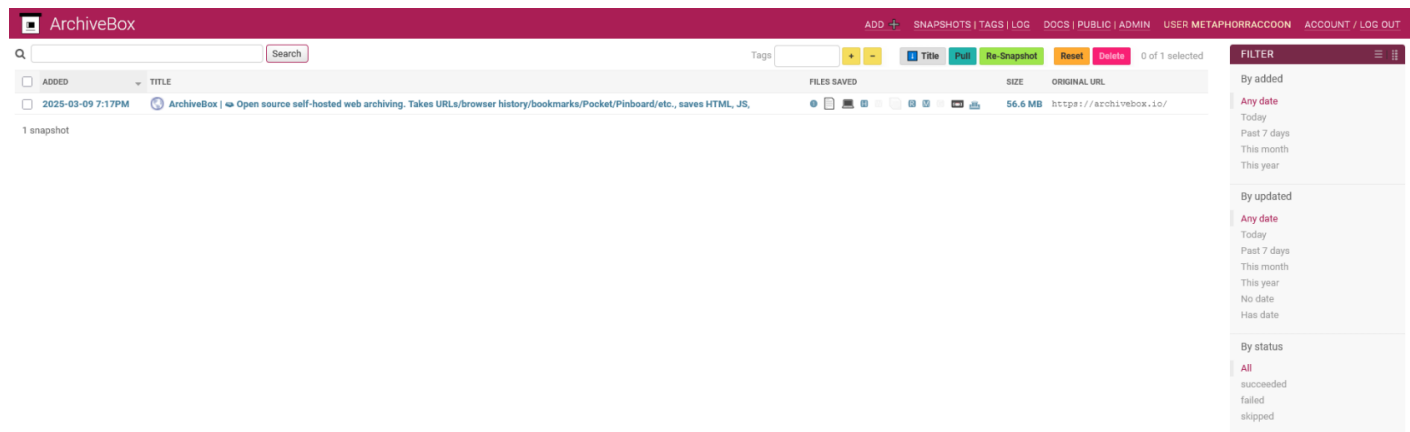 ArchiveBox
ADD SNAPSHOTS | TAGS | LOG DOCS | PUBLIC | ADMIN USER METAPHORRACCOON ACCOUNT / LOG OUT
Search Tags + − Title Pull Re-Snapshot Reset Delete 0 of 1 selected
ADDED TITLE FILES SAVED SIZE ORIGINAL URL
2025-03-09 7:17PM ArchiveBox | Open source self-hosted web archiving. Takes URLs/browser history/bookmarks/Pocket/Pinboard/etc., saves HTML, JS, 56.6 MB https://archivebox.io/
1 snapshot
FILTER
By added
Any date
Today
Past 7 days
This month
This year
By updated
Any date
Today
Past 7 days
This month
This year
No date
Has date
By status
All
succeeded
failed
skipped